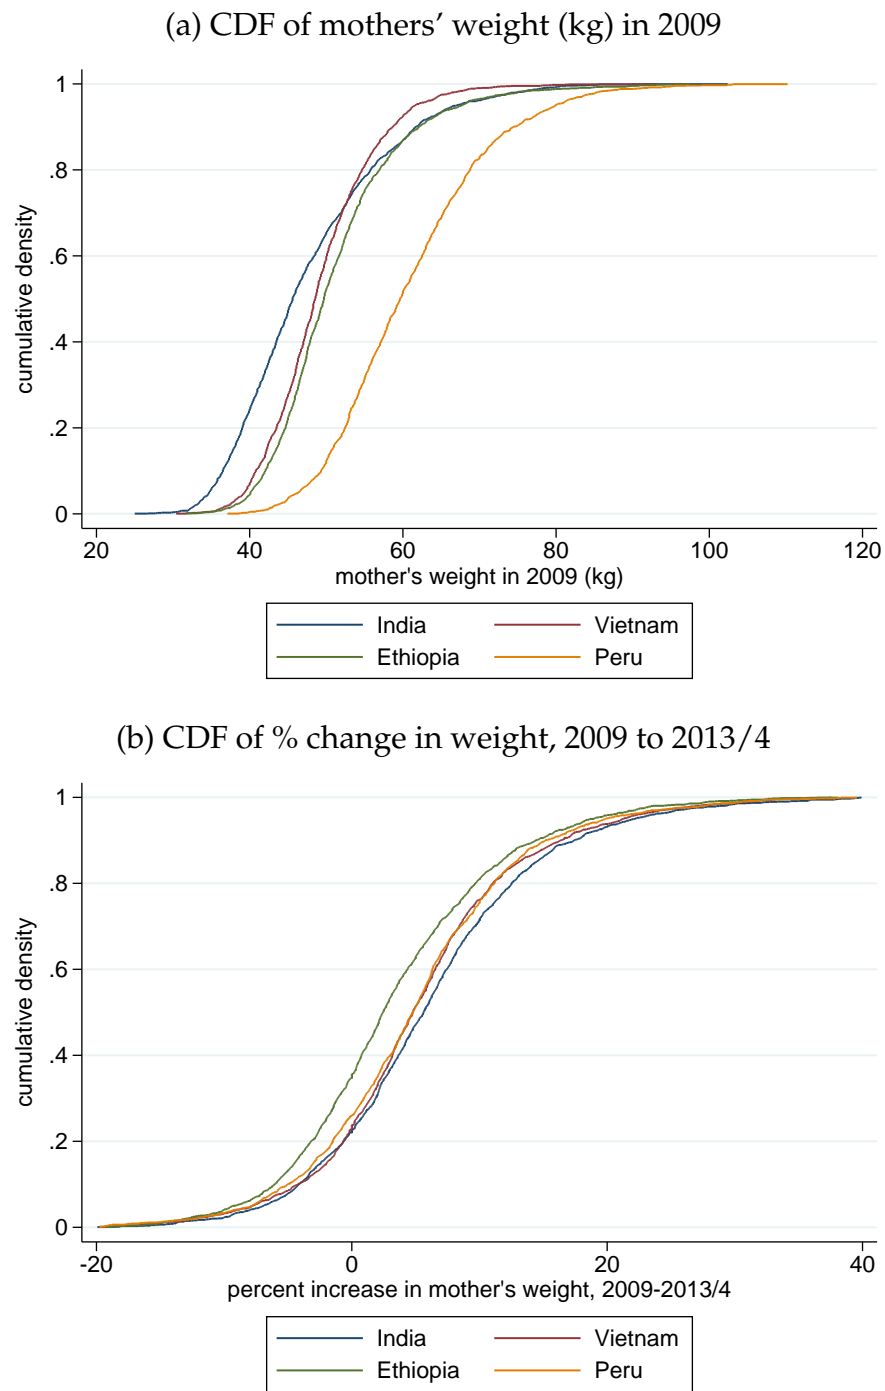 (a) CDF of mothers’ weight (kg) in 2009
1
.8
.6
.4
.2
0
cumulative density
20 40 60 80 100 120
mother's weight in 2009 (kg)
India Vietnam
Ethiopia Peru
(b) CDF of % change in weight, 2009 to 2013/4
1
.8
.6
.4
.2
0
cumulative density
-20 0 20 40
percent increase in mother's weight, 2009-2013/4
India Vietnam
Ethiopia Peru